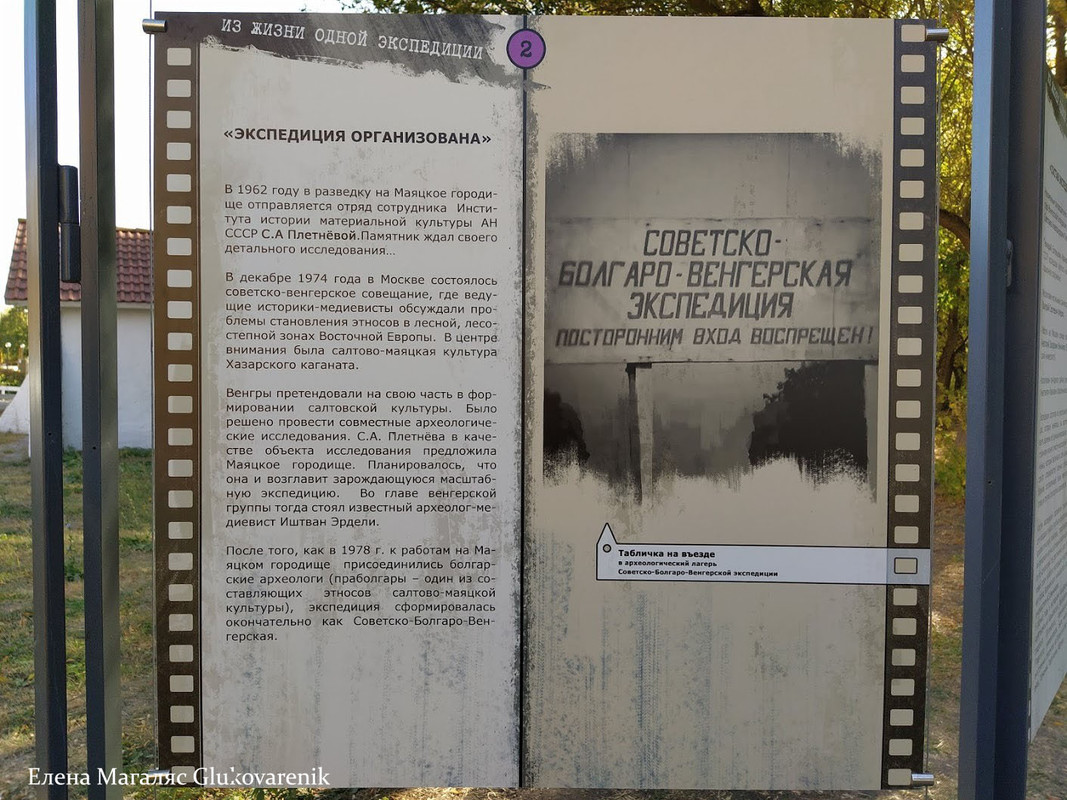 ИЗ ЖИЗНИ ОДНОЙ ЭКСПЕДИЦИИ
2
«ЭКСПЕДИЦИЯ ОРГАНИЗОВАНА»
В 1962 году в разведку на Маяцкое городи-
ще отправляется отряд сотрудника Инсти-
тута истории материальной культуры АН
СССР С.А Плетнёвой.Памятник ждал своего
детального исследования...
В декабре 1974 года в Москве состоялось
советско-венгерское совещание, где веду-
щие историки-медиевисты обсуждали про-
блемы становления этносов в лесной, лесо-
степной зонах Восточной Европы. В центре
внимания была салтово-маяцкая культура
Хазарского каганата.
Венгры претендовали на свою часть в фор-
мировании салтовской культуры. Было
решено провести совместные археологиче-
ские исследования. С.А. Плетнёва в каче-
стве объекта исследования предложила
Маяцкое городище. Планировалось, что
она и возглавит зарождающуюся масштаб-
ную экспедицию. Во главе венгерской
группы тогда стоял известный археолог-ме-
диевист Иштван Эрдели.
После того, как в 1978 г. к работам на Ма-
яцком городище присоединились болгар-
ские археологи (праболгары – один из со-
ставляющих этносов салтово-маяцкой
культуры), экспедиция сформировалась
окончательно как Советско-Болгаро-Вен-
герская.
СОВЕТСКО-
БОЛГАРО-ВЕНГЕРСКАЯ
ЭКСПЕДИЦИЯ
ПОСТОРОННИМ ВХОД ВОСПРЕЩЕН!
Табличка на въезде
в археологический лагерь
Советско-Болгаро-Венгерской экспедиции
Елена Магаляс Glukovarenik